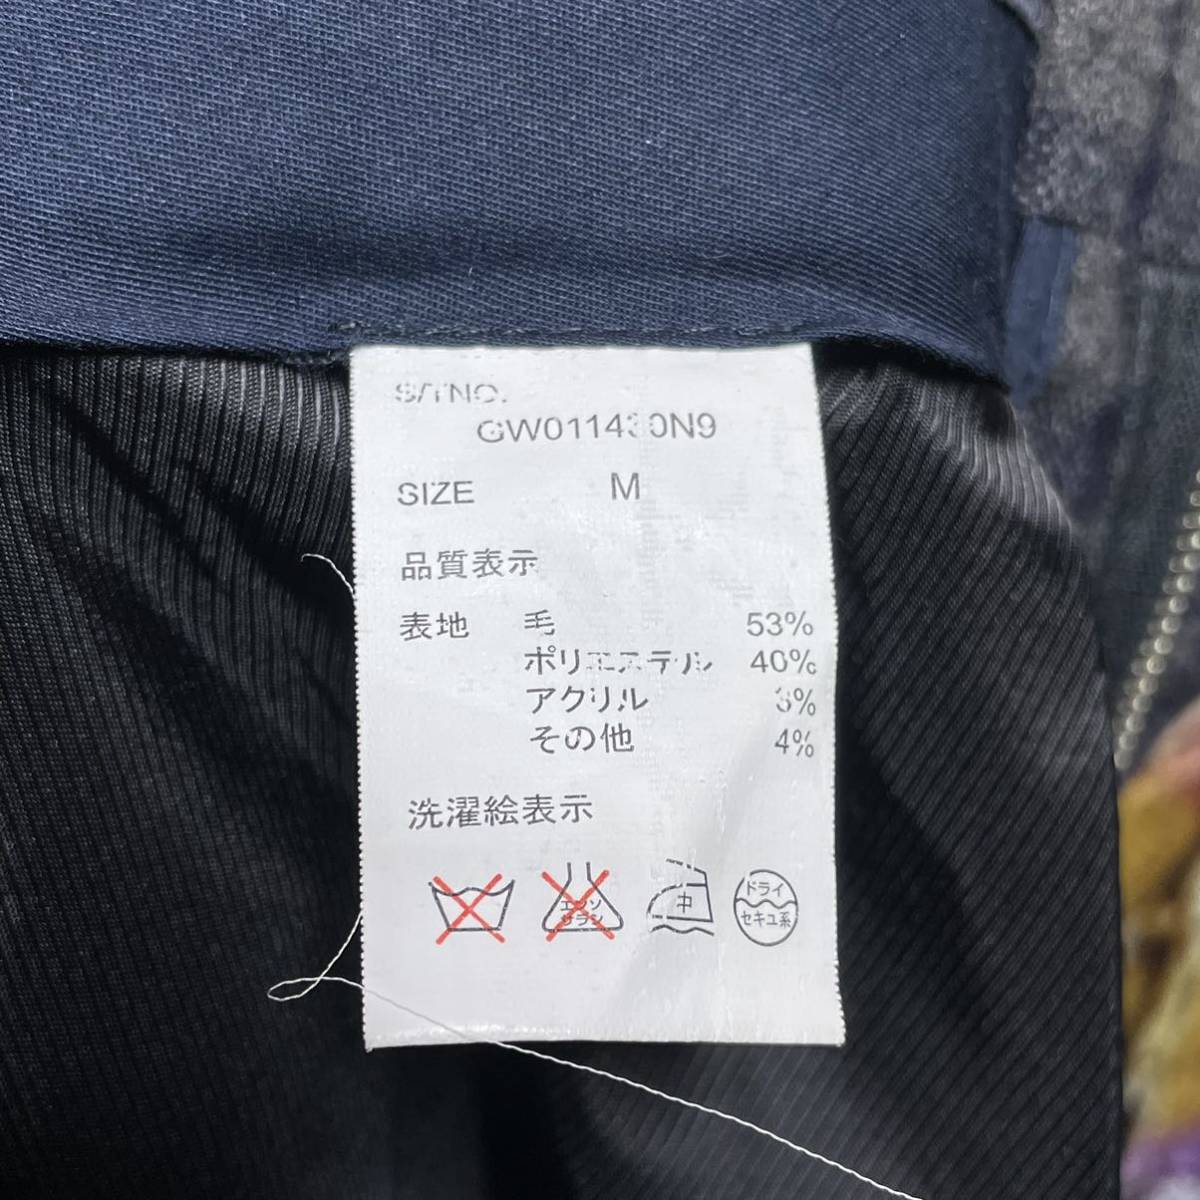 S/TNO.
GW011430N9
SIZE M
品質表示
表地 毛 53%
ポリエステル 40%
アクリル 3%
その他 4%
洗濯絵表示
エンソ
サラシ
中
ドライ
セキユ系